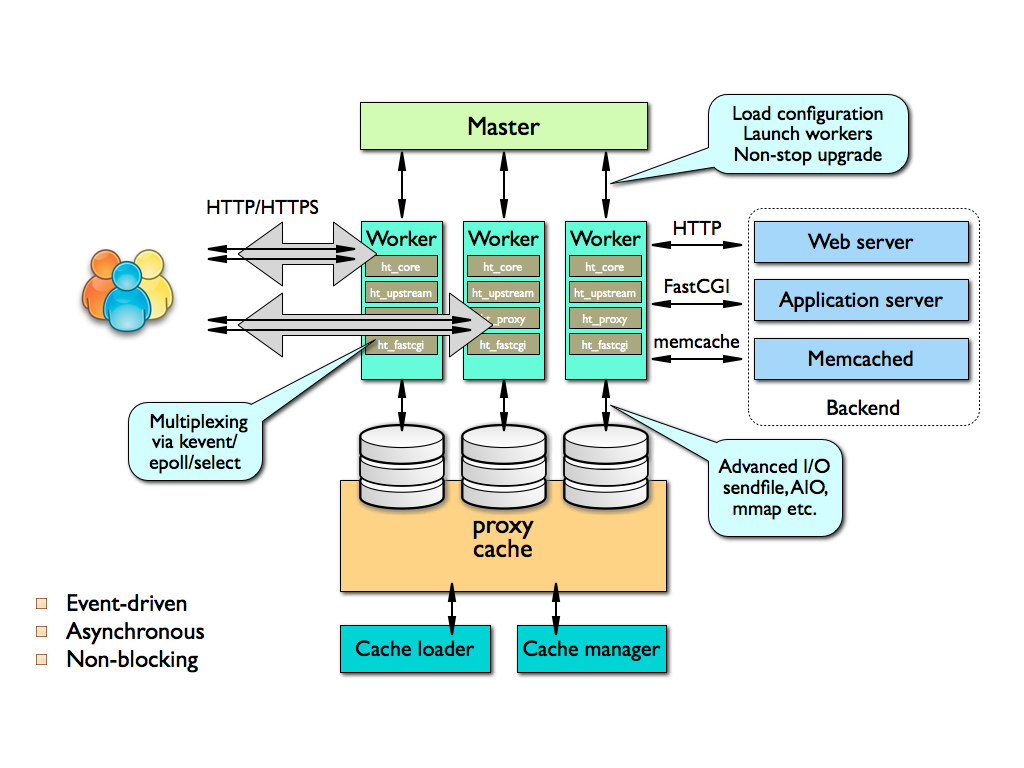 Master
Load configuration
Launch workers
Non-stop upgrade
HTTP/HTTPS
Worker
ht_core
ht_upstream
ht_fastcgi
Worker
ht_core
ht_upstream
ht_fastcgi
Worker
ht_core
ht_upstream
ht_proxy
ht_fastcgi
HTTP
FastCGI
memcache
Web server
Application server
Memcached
Backend
Multiplexing
via kevent/
epoll/select
Advanced I/O
sendfile, AIO,
mmap etc.
proxy
cache
Cache loader
Cache manager
Event-driven
Asynchronous
Non-blocking